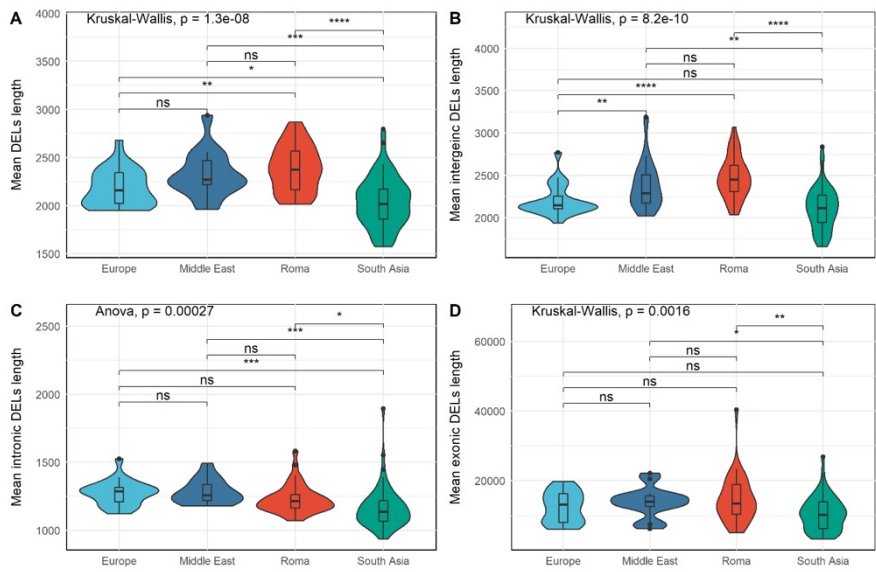 A
Kruskal-Wallis, p = 1.3e-08
Mean DELs length
4000
3500
3000
2500
2000
1500
****
***
ns
*
**
ns
Europe
Middle East
Roma
South Asia
B
Kruskal-Wallis, p = 8.2e-10
Mean intergeinc DELs length
4000
3500
3000
2500
2000
****
**
ns
ns
****
**
Europe
Middle East
Roma
South Asia
C
Anova, p = 0.00027
Mean intronic DELs length
2500
2000
1500
1000
*
***
ns
***
ns
ns
Europe
Middle East
Roma
South Asia
D
Kruskal-Wallis, p = 0.0016
Mean exonic DELs length
60000
40000
20000
**
*
ns
ns
ns
ns
Europe
Middle East
Roma
South Asia